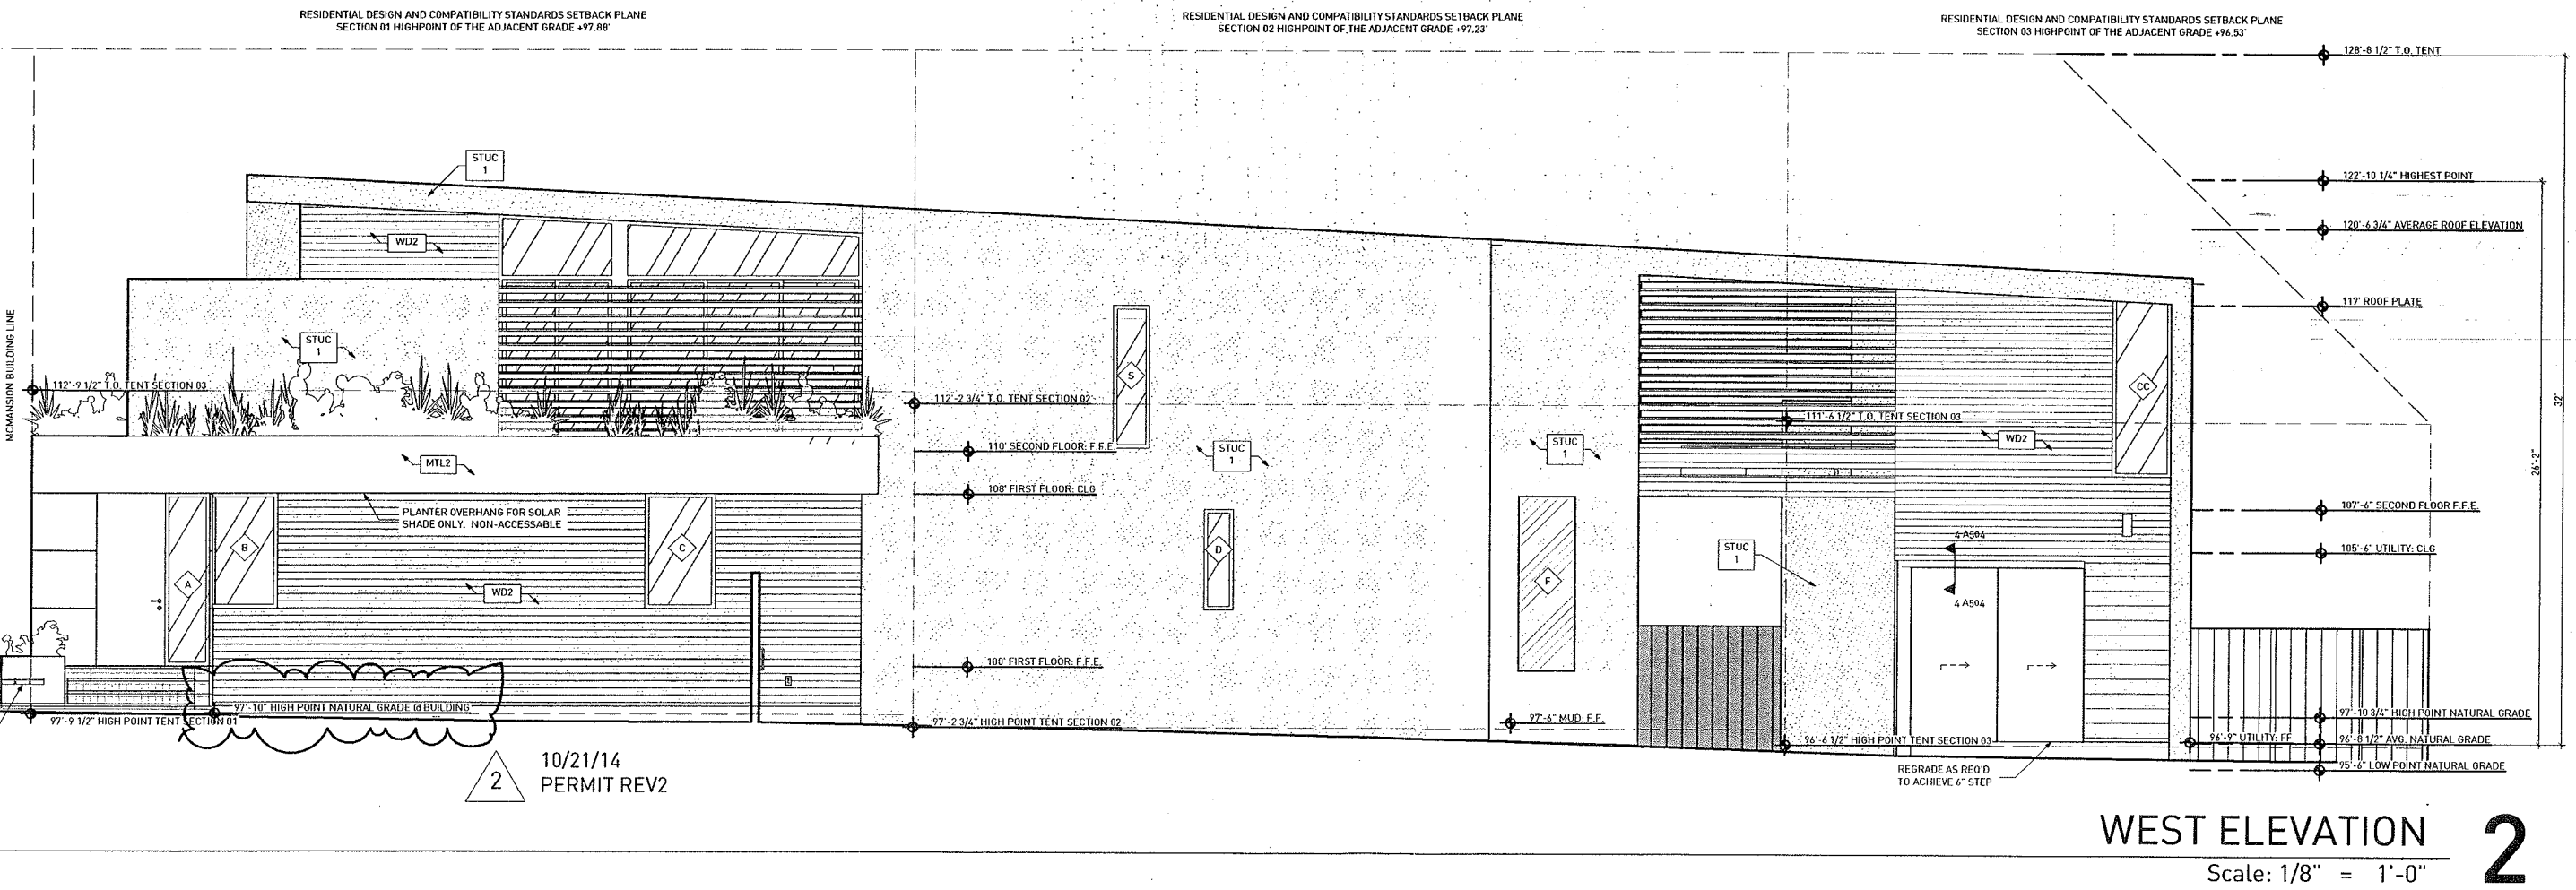 RESIDENTIAL DESIGN AND COMPATIBILITY STANDARDS SETBACK PLANE
SECTION 01 HIGHPOINT OF THE ADJACENT GRADE +97.88'
RESIDENTIAL DESIGN AND COMPATIBILITY STANDARDS SETBACK PLANE
SECTION 02 HIGHPOINT OF THE ADJACENT GRADE +97.23'
RESIDENTIAL DESIGN AND COMPATIBILITY STANDARDS SETBACK PLANE
SECTION 03 HIGHPOINT OF THE ADJACENT GRADE +96.53'
128'-8 1/2" T.O. TENT
STUC
1
122'-10 1/4" HIGHEST POINT
WD2
120'-6 3/4" AVERAGE ROOF ELEVATION
117' ROOF PLATE
MCMANSION BUILDING LINE
STUC
1
S
CC
112'-9 1/2" T.O. TENT SECTION 03
112'-2 3/4" T.O. TENT SECTION 02
111'-6 1/2" T.O. TENT SECTION 03
32'
26'-2"
110' SECOND FLOOR: F.F.E.
STUC
1
STUC
1
WD2
MTL2
108' FIRST FLOOR: CLG
107'-6" SECOND FLOOR F.F.E.
PLANTER OVERHANG FOR SOLAR
SHADE ONLY. NON-ACCESSABLE
B
C
D
STUC
1
4 A504
105'-6" UTILITY: CLG
A
WD2
F
4 A504
100' FIRST FLOOR: F.F.E.
97'-9 1/2" HIGH POINT TENT SECTION 01
97'-10" HIGH POINT NATURAL GRADE @ BUILDING
97'-2 3/4" HIGH POINT TENT SECTION 02
97'-6" MUD: F.F.
97'-10 3/4" HIGH POINT NATURAL GRADE
96'-6 1/2" HIGH POINT TENT SECTION 03
96'-9" UTILITY: FF
96'-8 1/2" AVG. NATURAL GRADE
95'-6" LOW POINT NATURAL GRADE
REGRADE AS REQ'D
TO ACHIEVE 6" STEP
2
10/21/14
PERMIT REV2
WEST ELEVATION
2
Scale: 1/8" = 1'-0"